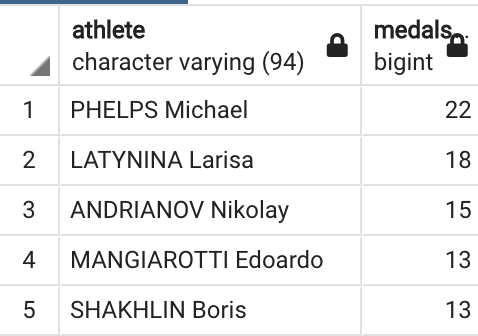 athlete medals..
character varying (94) bigint
1 PHELPS Michael 22
2 LATYNINA Larisa 18
3 ANDRIANOV Nikolay 15
4 MANGIAROTTI Edoardo 13
5 SHAKHLIN Boris 13